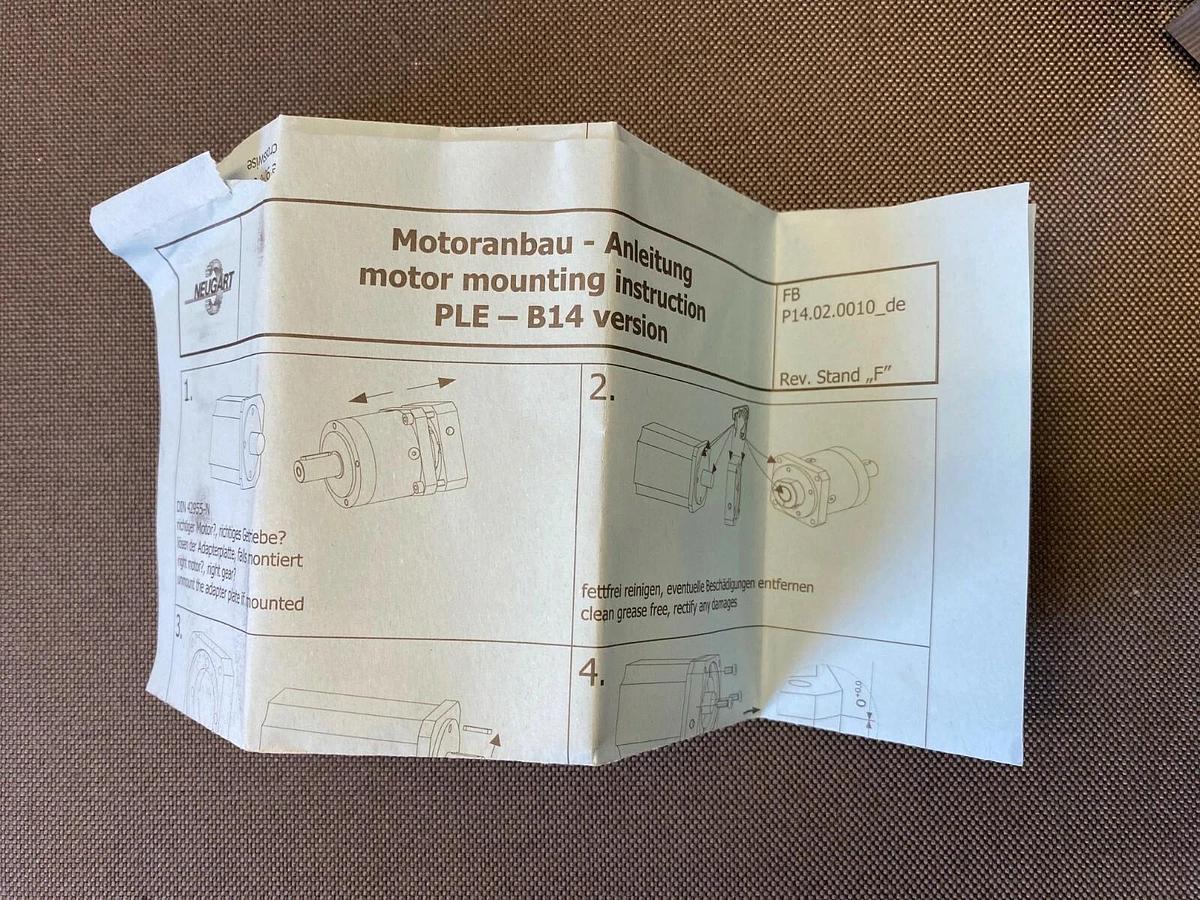 crosswise
NEUGART
Motoranbau - Anleitung
motor mounting instruction
PLE – B14 version
FB
P14.02.0010_de
Rev. Stand „F"
1.
DIN 42955-N
richtiger Motor?, richtiges Getriebe?
lösen der Adapterplatte, falls montiert
right motor?, right gear?
unmount the adapter plate if mounted
2.
fettfrei reinigen, eventuelle Beschädigungen entfernen
clean grease free, rectify any damages
3.
4.